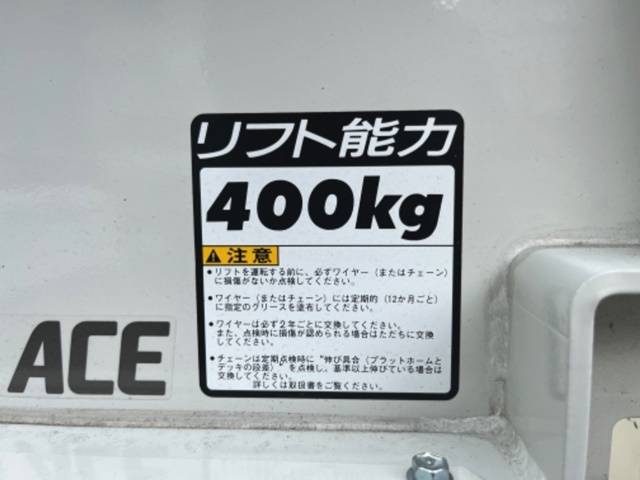 リフト能力
400kg
注意
●リフトを運転する前に、必ずワイヤー（またはチェーン）
に損傷がないか点検してください。
●ワイヤー（またはチェーン）には定期的（12か月ごと）
に指定のグリースを塗布してください。
●ワイヤーは必ず2年ごとに交換してください。
また、点検時に損傷が認められる場合はただちに交換
してください。
●チェーンは定期点検時に“伸び具合（プラットホームと
デッキの段差）”を点検し、基準以上伸びている場合は
交換してください。
詳しくは取扱書をご覧ください。
ACE